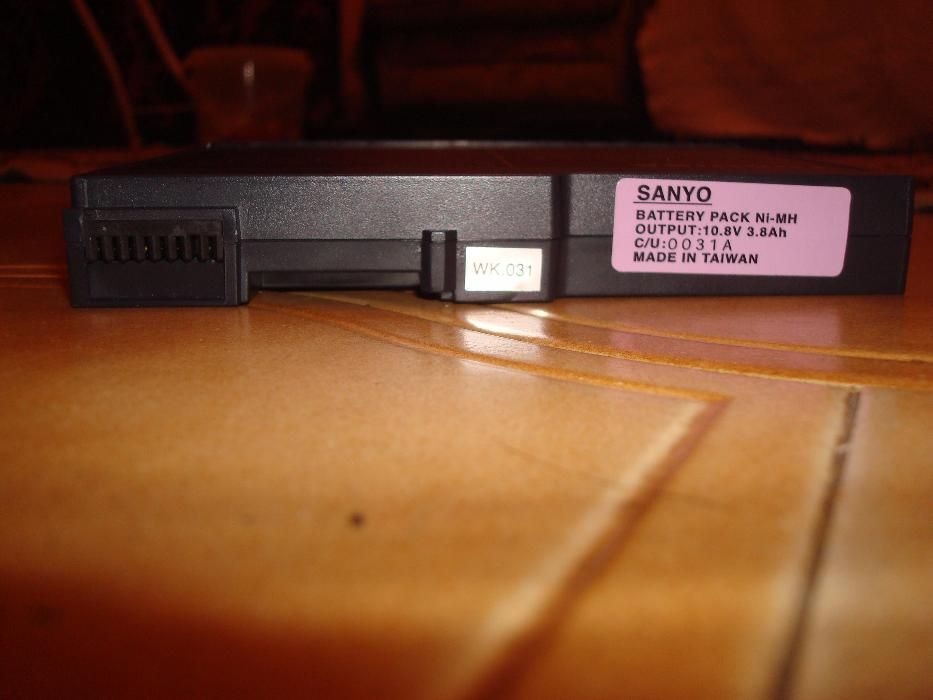 WK.031
SANYO
BATTERY PACK Ni-MH
OUTPUT:10.8V 3.8Ah
C/U:0031A
MADE IN TAIWAN